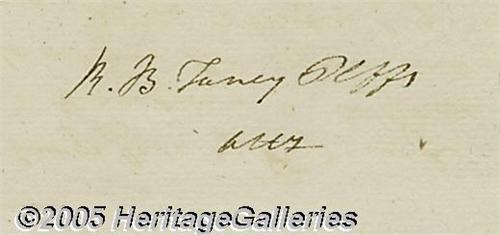 R. B. Taney Plffs
atty
©2005 HeritageGalleries